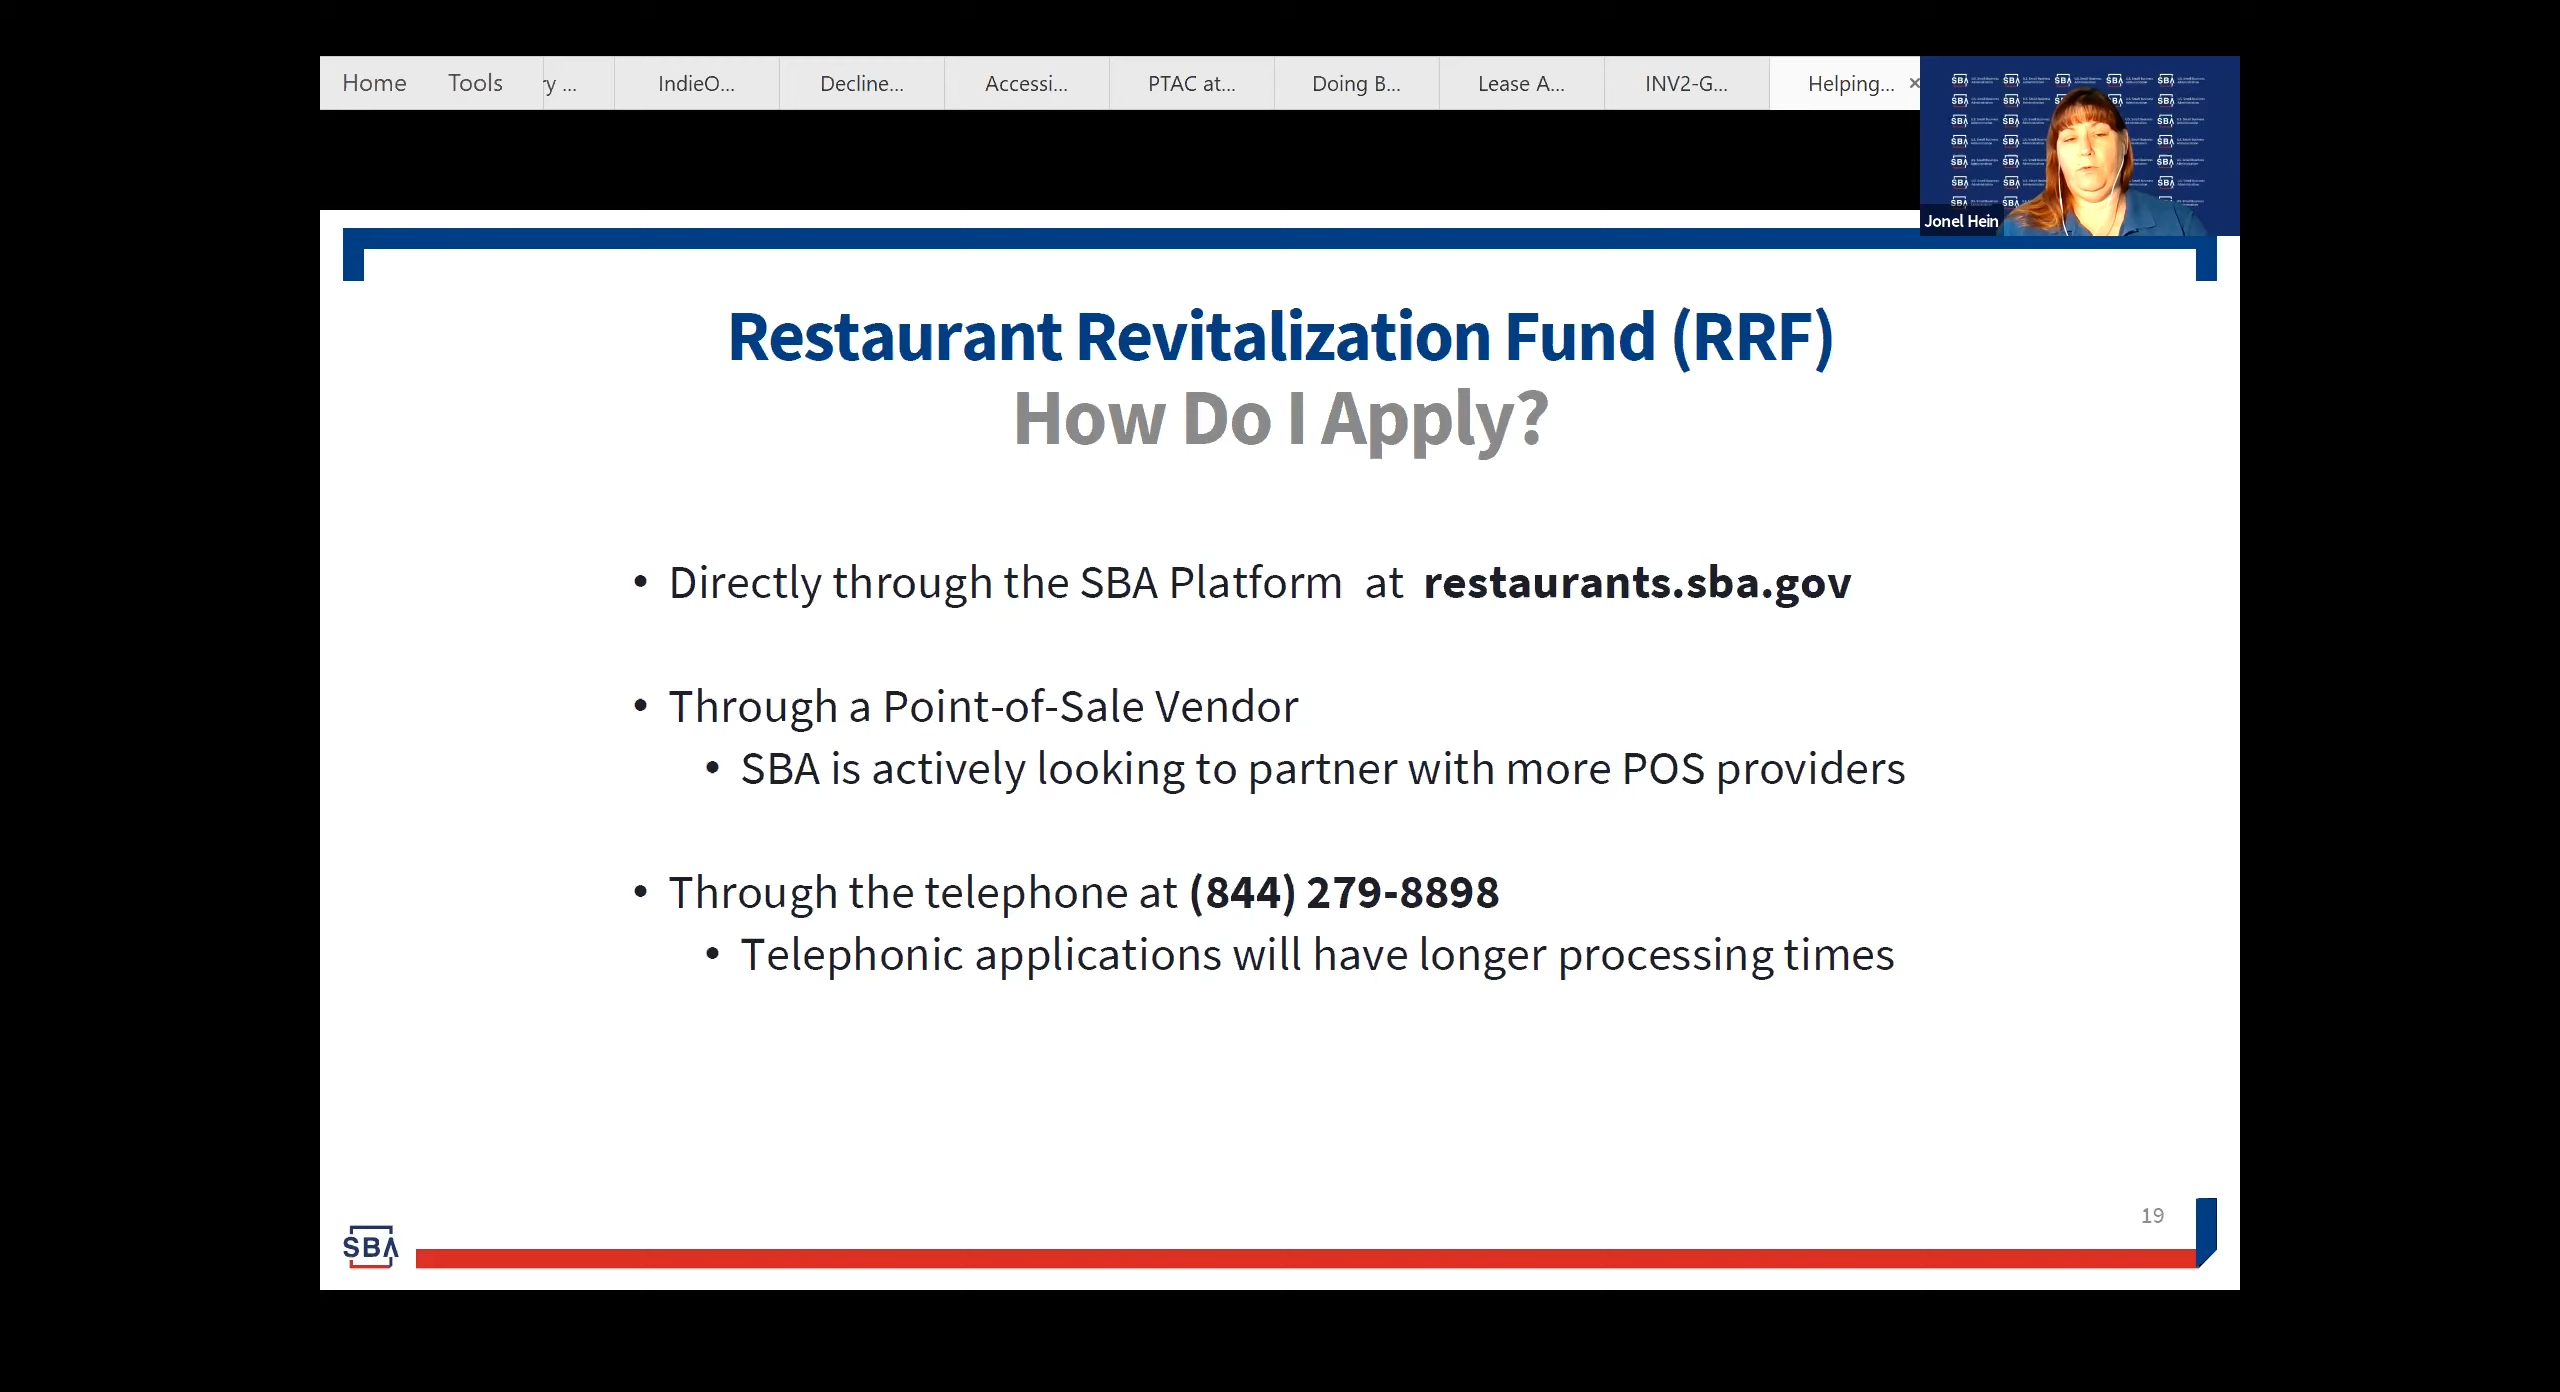 Home Tools ry ... IndieO... Decline... Accessi... PTAC at... Doing B... Lease A... INV2-G... Helping... ×
Jonel Hein
Restaurant Revitalization Fund (RRF)
How Do I Apply?
• Directly through the SBA Platform at restaurants.sba.gov
• Through a Point-of-Sale Vendor
• SBA is actively looking to partner with more POS providers
• Through the telephone at (844) 279-8898
• Telephonic applications will have longer processing times
19
SBA